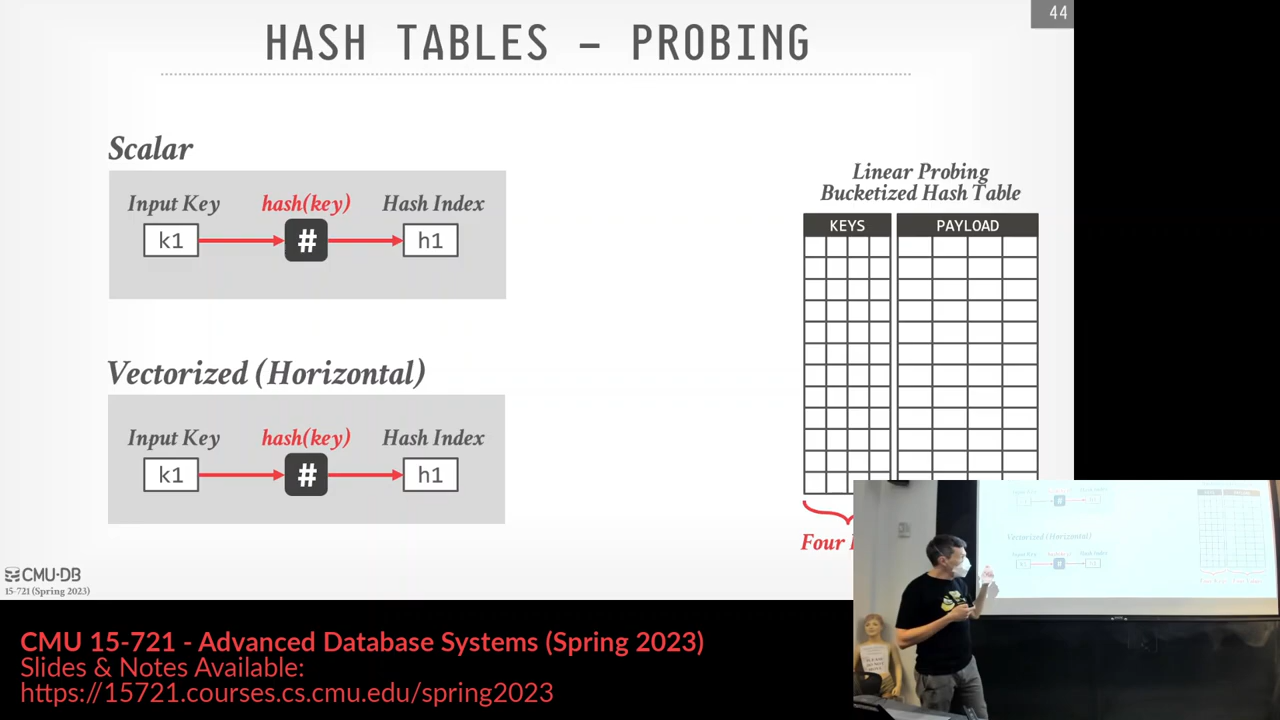 44
HASH TABLES – PROBING
Scalar
Input Key hash(key) Hash Index
k1 # h1
Linear Probing
Bucketized Hash Table
KEYS PAYLOAD
Vectorized (Horizontal)
Input Key hash(key) Hash Index
k1 # h1
Four
CMU·DB
15-721 (Spring 2023)
Vectorized (Horizontal)
CMU 15-721 - Advanced Database Systems (Spring 2023)
Slides & Notes Available:
https://15721.courses.cs.cmu.edu/spring2023